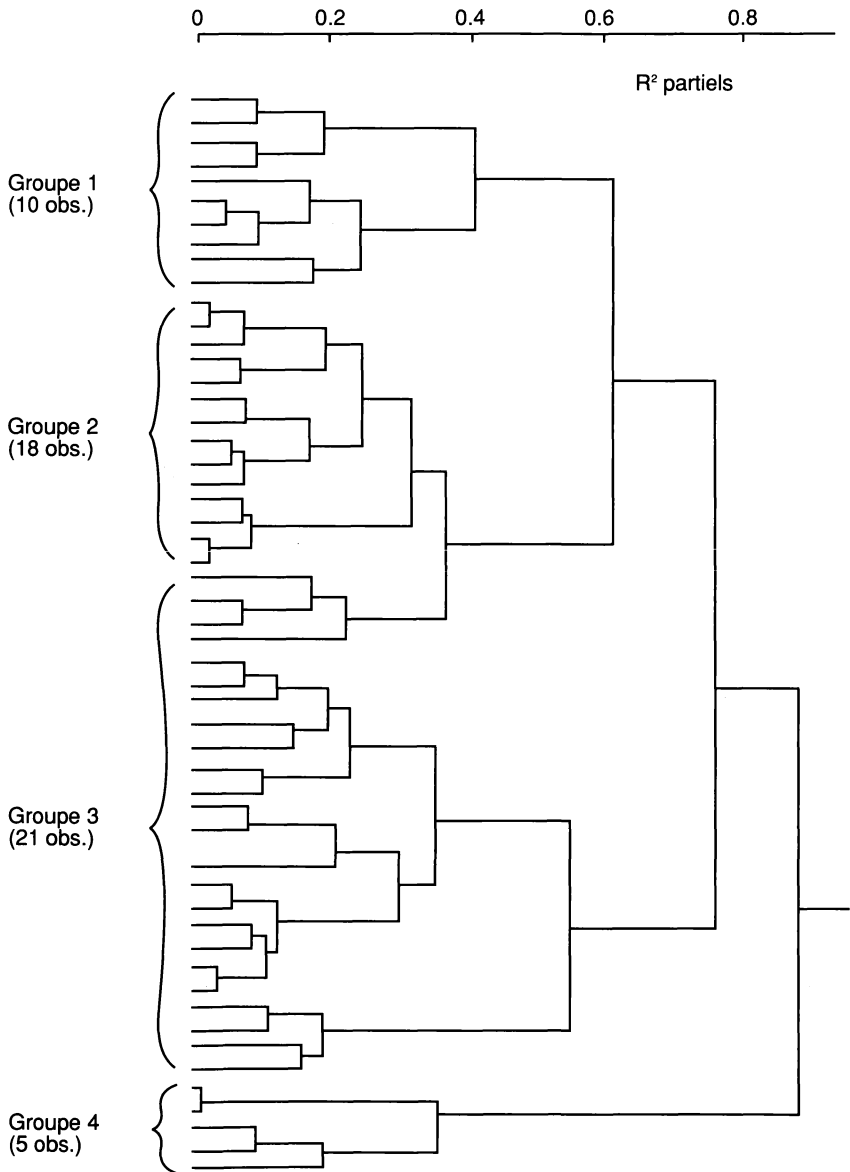 0 0.2 0.4 0.6 0.8
R² partiels
Groupe 1
(10 obs.)
Groupe 2
(18 obs.)
Groupe 3
(21 obs.)
Groupe 4
(5 obs.)